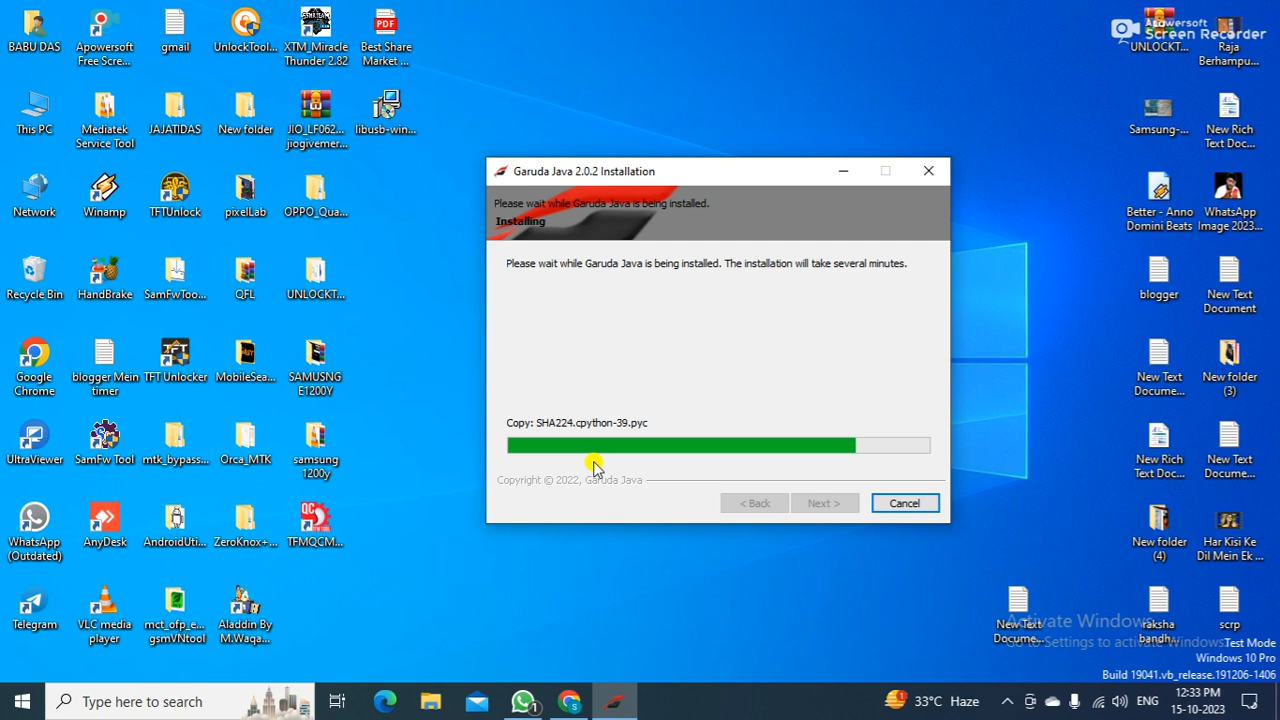 BABU DAS
Apowersoft
Free Scre...
gmail
UnlockTool...
XTM_Miracle
Thunder 2.82
Best Share
Market ...
This PC
Mediatek
Service Tool
JAJATIDAS
New folder
JIO_LF062...
jiogivemer...
libusb-win...
Network
Winamp
TFTUnlock
pixelLab
OPPO_Qua...
Recycle Bin
HandBrake
SamFwToo...
QFL
UNLOCKT...
Google
Chrome
blogger Mein
timer
TFT Unlocker
MobileSea...
SAMUSNG
E1200Y
UltraViewer
SamFw Tool
mtk_bypass...
Orca_MTK
samsung
1200y
WhatsApp
(Outdated)
AnyDesk
AndroidUti...
ZeroKnox+...
TFMQCM...
Telegram
VLC media
player
mct_ofp_e...
gsmVNtool
Aladdin By
M.Waqa...
Garuda Java 2.0.2 Installation
Please wait while Garuda Java is being installed.
Installing
Please wait while Garuda Java is being installed. The installation will take several minutes.
Copy: SHA224.cpython-39.pyc
Copyright © 2022, Garuda Java
< Back
Next >
Cancel
Apowersoft
Screen Recorder
UNLOCKT...
Raja
Berhampu...
Samsung-...
New Rich
Text Doc...
Better - Anno
Domini Beats
WhatsApp
Image 2023...
blogger
New Text
Document
New Text
Docume...
New folder
(3)
New Rich
Text Doc...
New Text
Docume...
New folder
(4)
Har Kisi Ke
Dil Mein Ek ...
New Text
Docume...
raksha
bandh...
scrp
Activate Windows
Go to Settings to activate Windows.
Test Mode
Windows 10 Pro
Build 19041.vb_release.191206-1406
Type here to search
33°C Haze
ENG
12:33 PM
15-10-2023